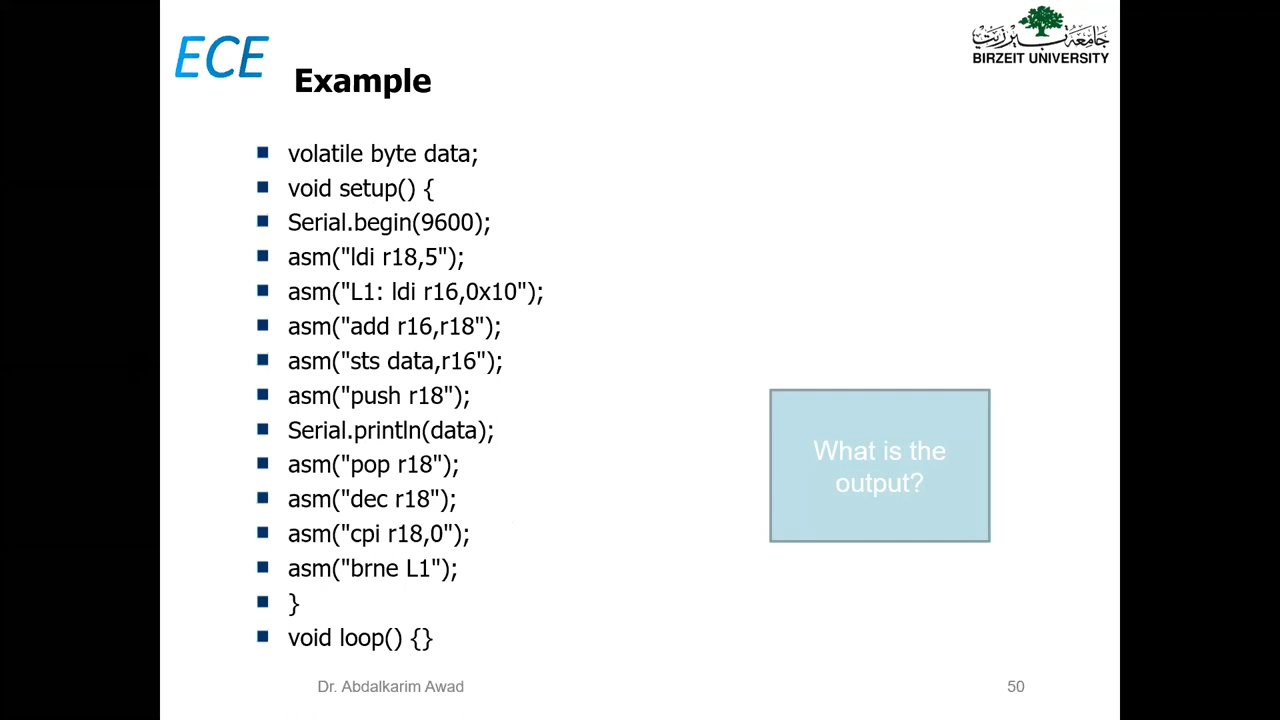 ECE
جامعة بيرزيت
BIRZEIT UNIVERSITY
Example
volatile byte data;
void setup() {
Serial.begin(9600);
asm("ldi r18,5");
asm("L1: ldi r16,0x10");
asm("add r16,r18");
asm("sts data,r16");
asm("push r18");
Serial.println(data);
asm("pop r18");
asm("dec r18");
asm("cpi r18,0");
asm("brne L1");
}
void loop() {}
What is the
output?
Dr. Abdalkarim Awad
50